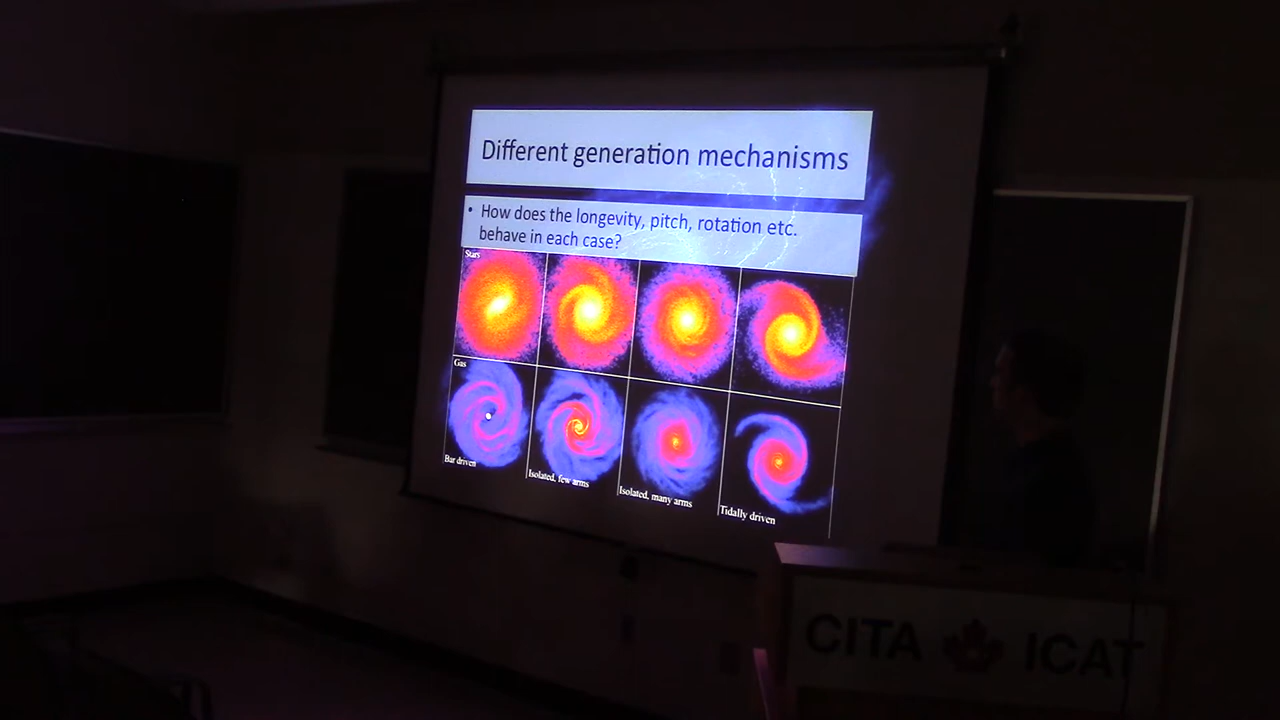 Different generation mechanisms
• How does the longevity, pitch, rotation etc.
behave in each case?
Stars
Gas
Bar driven
Isolated, few arms
Isolated, many arms
Tidally driven
CITA ICAT